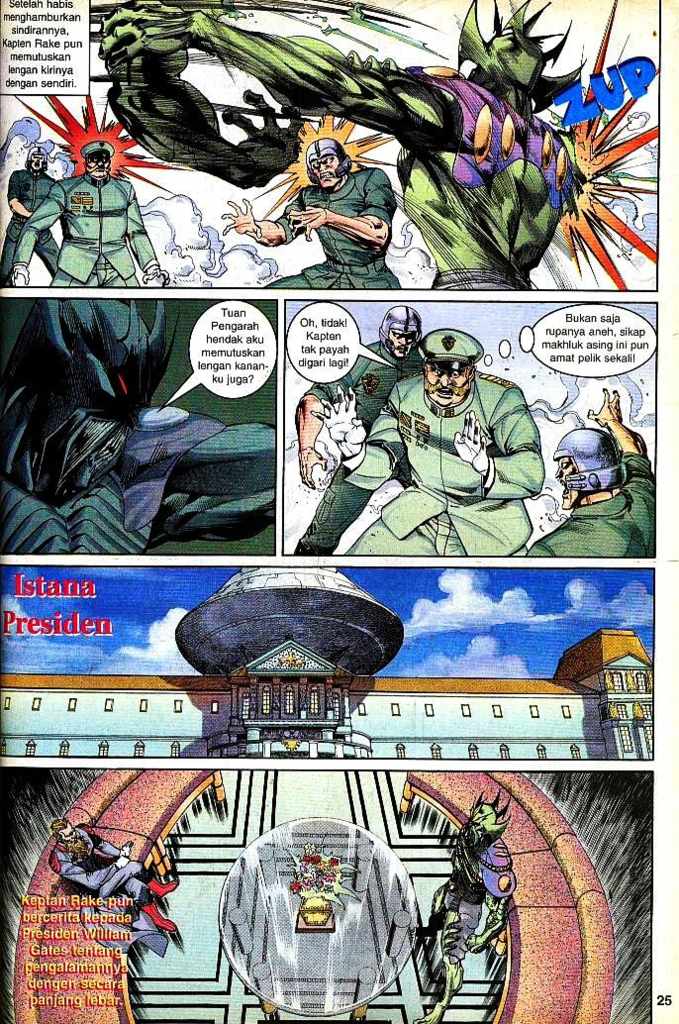 Setelah habis
menghamburkan
sindirannya,
Kapten Rake pun
memutuskan
lengan kirinya
dengan sendiri.
ZUP
Tuan
Pengarah
hendak aku
memutuskan
lengan kanan-
ku juga?
Oh, tidak!
Kapten
tak payah
digari lagi!
Bukan saja
rupanya aneh, sikap
makhluk asing ini pun
amat pelik sekali!
Istana
Presiden
Keptan Rake pun
bercerita kepada
Presiden William
Gates tentang
pengalamannya
dengen secara
panjang lebar.
25